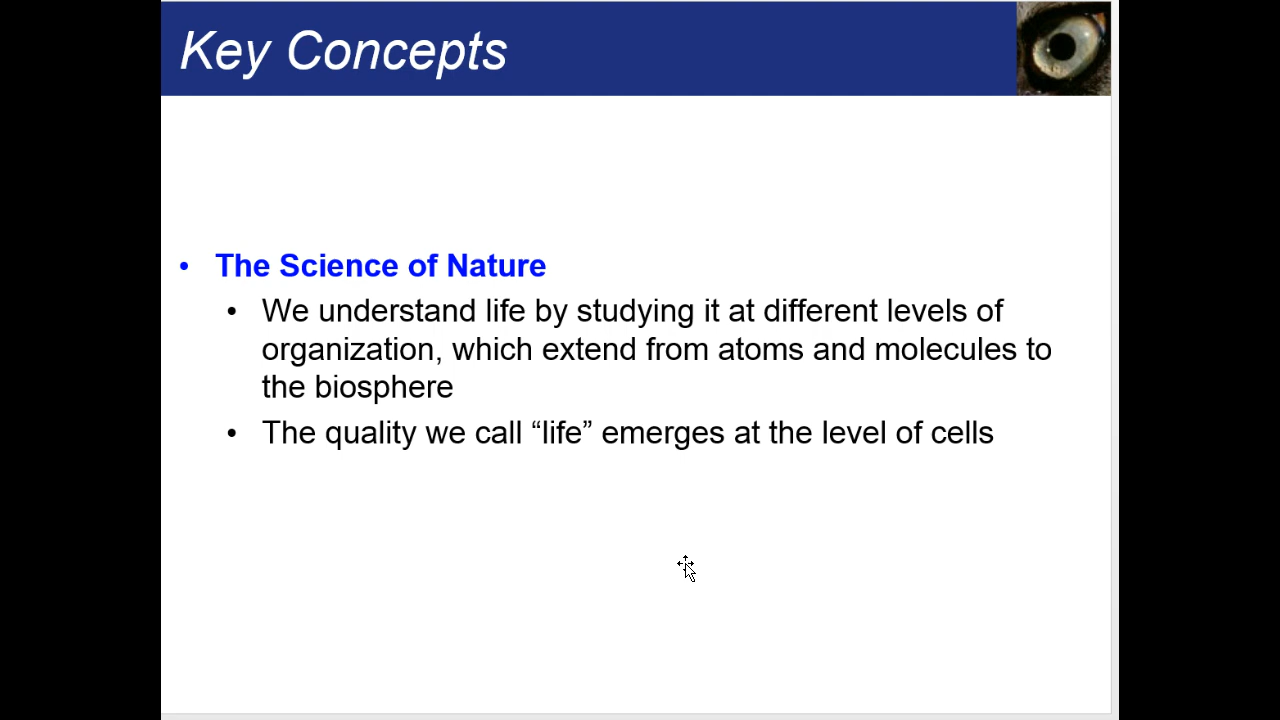 Key Concepts
• The Science of Nature
• We understand life by studying it at different levels of
organization, which extend from atoms and molecules to
the biosphere
• The quality we call “life” emerges at the level of cells